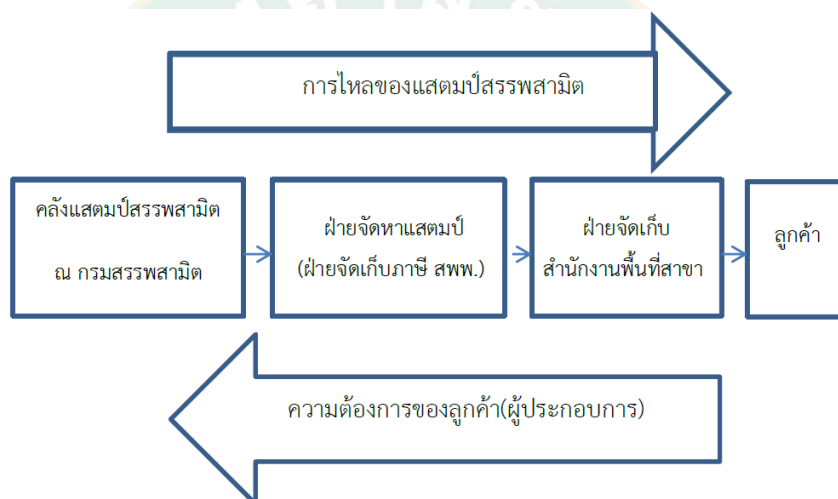 การไหลของแสตมป์สรรพสามิต
คลังแสตมป์สรรพสามิต
ณ กรมสรรพสามิต
ฝ่ายจัดหาแสตมป์
(ฝ่ายจัดเก็บภาษี สพพ.)
ฝ่ายจัดเก็บ
สำนักงานพื้นที่สาขา
ลูกค้า
ความต้องการของลูกค้า(ผู้ประกอบการ)